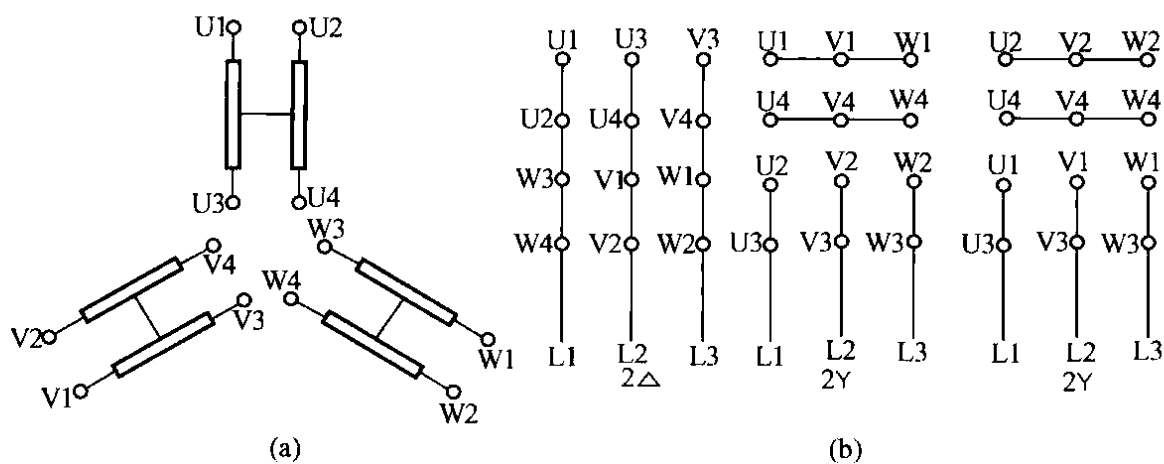 U1 U2
U3 U4
W3
V4 W4
V3
V2 W1
V1 W2
(a)
U1 U3 V3
U2 U4 V4
W3 V1 W1
W4 V2 W2
L1 L2 L3
2△
U1 V1 W1
U4 V4 W4
U2 V2 W2
U3 V3 W3
L1 L2 L3
2Y
U2 V2 W2
U4 V4 W4
U1 V1 W1
U3 V3 W3
L1 L2 L3
2Y
(b)